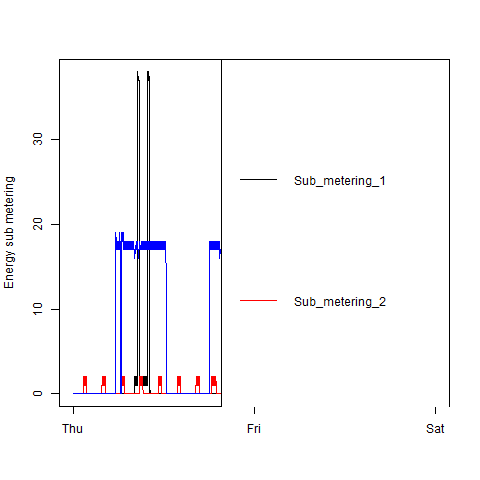 Energy sub metering
30
20
10
0
Sub_metering_1
Sub_metering_2
Thu
Fri
Sat